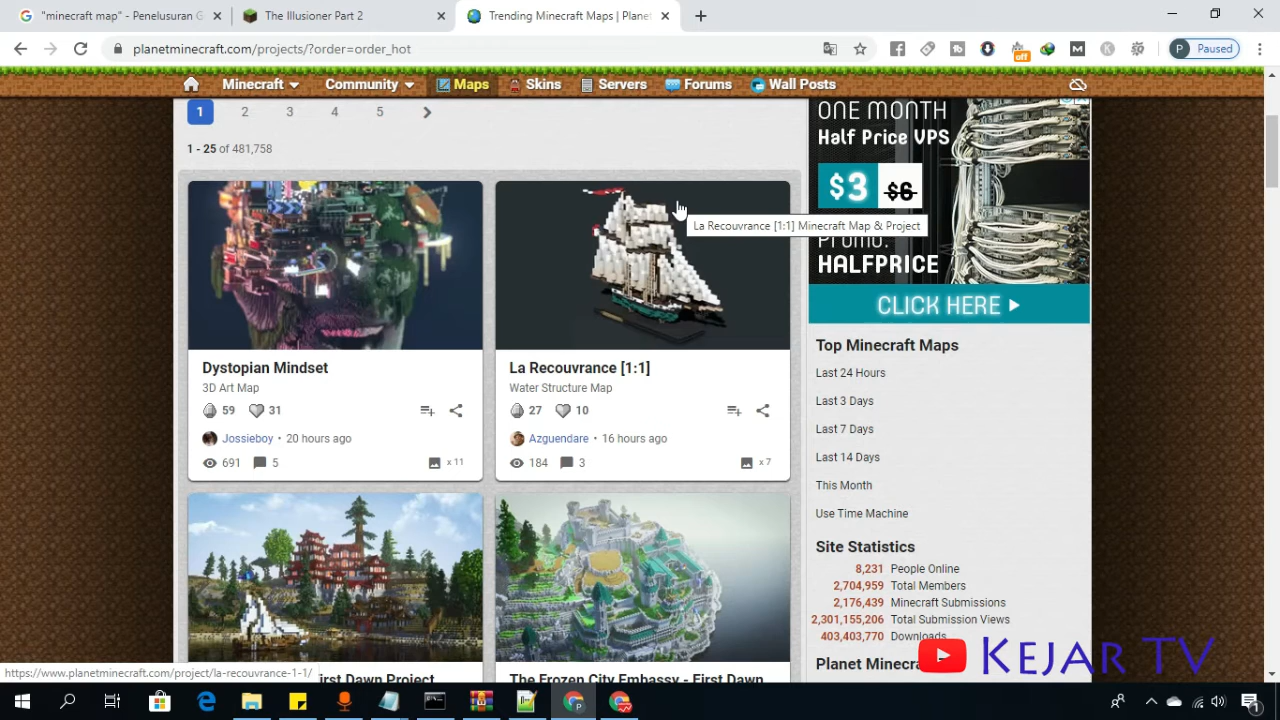 "minecraft map" - Penelusuran G
The Illusioner Part 2
Trending Minecraft Maps | Planet
planetminecraft.com/projects/?order=order_hot
off
P Paused
Minecraft
Community
Maps
Skins
Servers
Forums
Wall Posts
1 2 3 4 5
1 - 25 of 481,758
Dystopian Mindset
3D Art Map
59 31
Jossieboy • 20 hours ago
691 5 x 11
La Recouvrance [1:1] Minecraft Map & Project
La Recouvrance [1:1]
Water Structure Map
27 10
Azguendare • 16 hours ago
184 3 x 7
First Dawn Project
The Frozen City Embassy - First Dawn
ONE MONTH
Half Price VPS
$3 $6
Promo:
HALFPRICE
CLICK HERE
Top Minecraft Maps
Last 24 Hours
Last 3 Days
Last 7 Days
Last 14 Days
This Month
Use Time Machine
Site Statistics
8,231 People Online
2,704,959 Total Members
2,176,439 Minecraft Submissions
2,301,155,206 Total Submission Views
403,403,770 Downloads
Planet Minecra
KEJAR TV
https://www.planetminecraft.com/project/la-recouvrance-1-1/